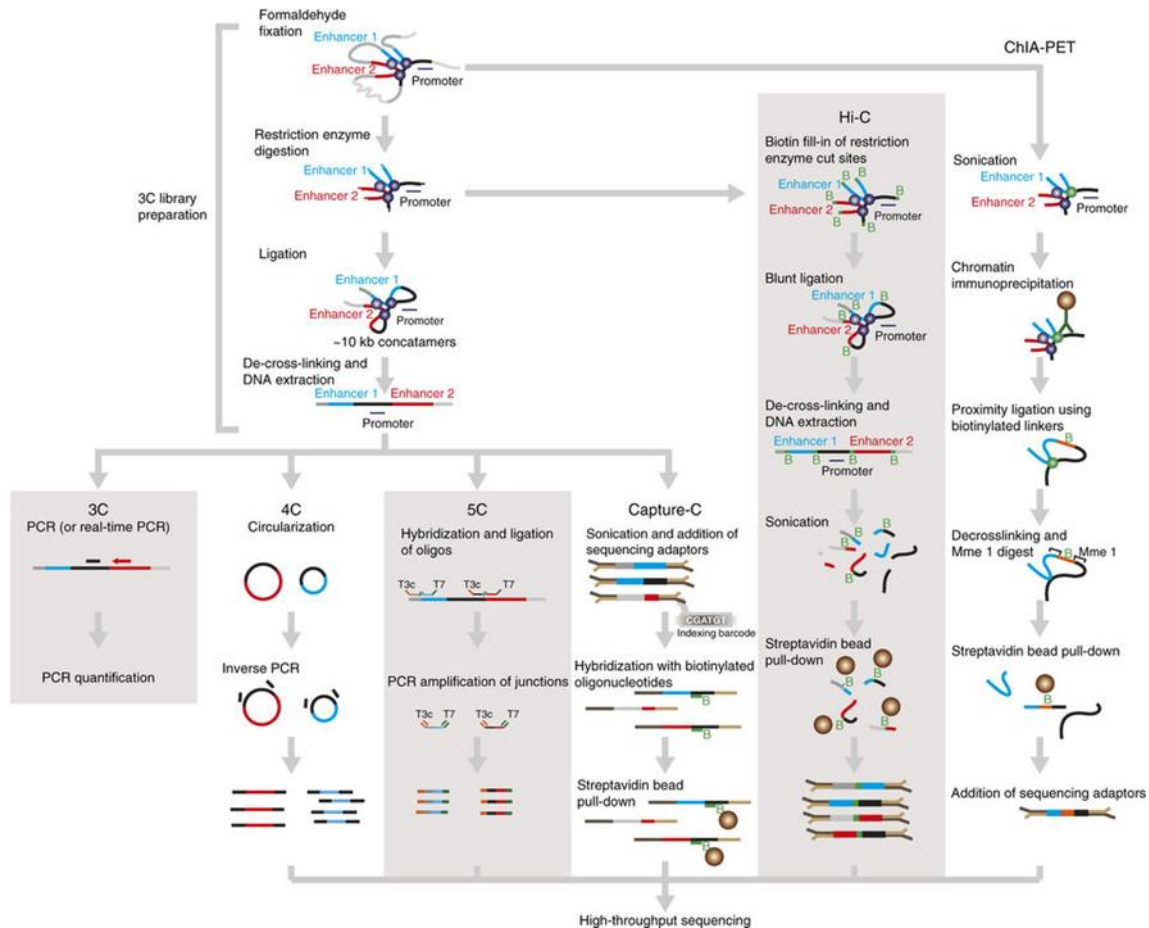 Formaldehyde
fixation
Enhancer 1
Enhancer 2
Promoter
Restriction enzyme
digestion
Enhancer 1
Enhancer 2
Promoter
3C library
preparation
Ligation
Enhancer 1
Enhancer 2
Promoter
~10 kb concatamers
De-cross-linking and
DNA extraction
Enhancer 1
Enhancer 2
Promoter
3C
PCR (or real-time PCR)
PCR quantification
4C
Circularization
Inverse PCR
5C
Hybridization and ligation
of oligos
T3c
T7
T3c
T7
PCR amplification of junctions
T3c
T7
T3c
T7
Capture-C
Sonication and addition of
sequencing adaptors
CGATGT
Indexing barcode
Hybridization with biotinylated
oligonucleotides
B
B
Streptavidin bead
pull-down
B
B
Hi-C
Biotin fill-in of restriction
enzyme cut sites
B
B
Enhancer 1
B
B
Enhancer 2
Promoter
B
B
Blunt ligation
Enhancer 1
B
B
Enhancer 2
Promoter
B
De-cross-linking and
DNA extraction
Enhancer 1
Enhancer 2
B
B
B
B
Promoter
Sonication
B
B
B
B
Streptavidin bead
pull-down
B
B
B
B
ChIA-PET
Sonication
Enhancer 1
Enhancer 2
Promoter
Chromatin
immunoprecipitation
Proximity ligation using
biotinylated linkers
B
Decrosslinking and
Mme 1 digest
B
Mme 1
Streptavidin bead pull-down
B
Addition of sequencing adaptors
High-throughput sequencing